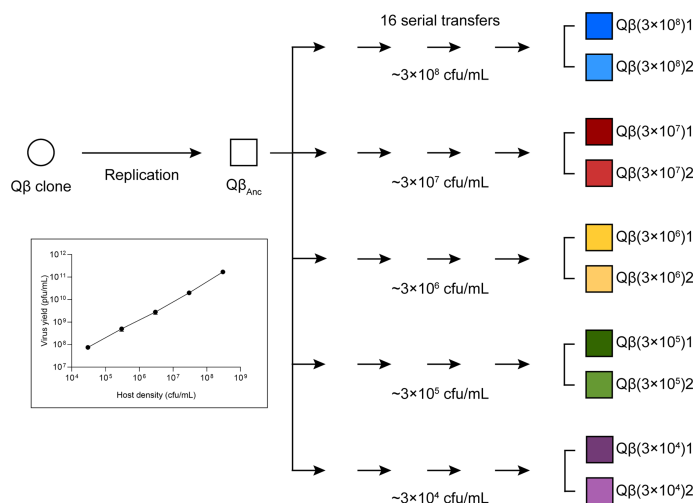 16 serial transfers
~3×10⁸ cfu/mL
Qβ(3×10⁸)1
Qβ(3×10⁸)2
Qβ clone
Replication
Qβ_Anc
~3×10⁷ cfu/mL
Qβ(3×10⁷)1
Qβ(3×10⁷)2
~3×10⁶ cfu/mL
Qβ(3×10⁶)1
Qβ(3×10⁶)2
Virus yield (pfu/mL)
10¹²
10¹¹
10¹⁰
10⁹
10⁸
10⁷
10⁴ 10⁵ 10⁶ 10⁷ 10⁸ 10⁹
Host density (cfu/mL)
~3×10⁵ cfu/mL
Qβ(3×10⁵)1
Qβ(3×10⁵)2
~3×10⁴ cfu/mL
Qβ(3×10⁴)1
Qβ(3×10⁴)2